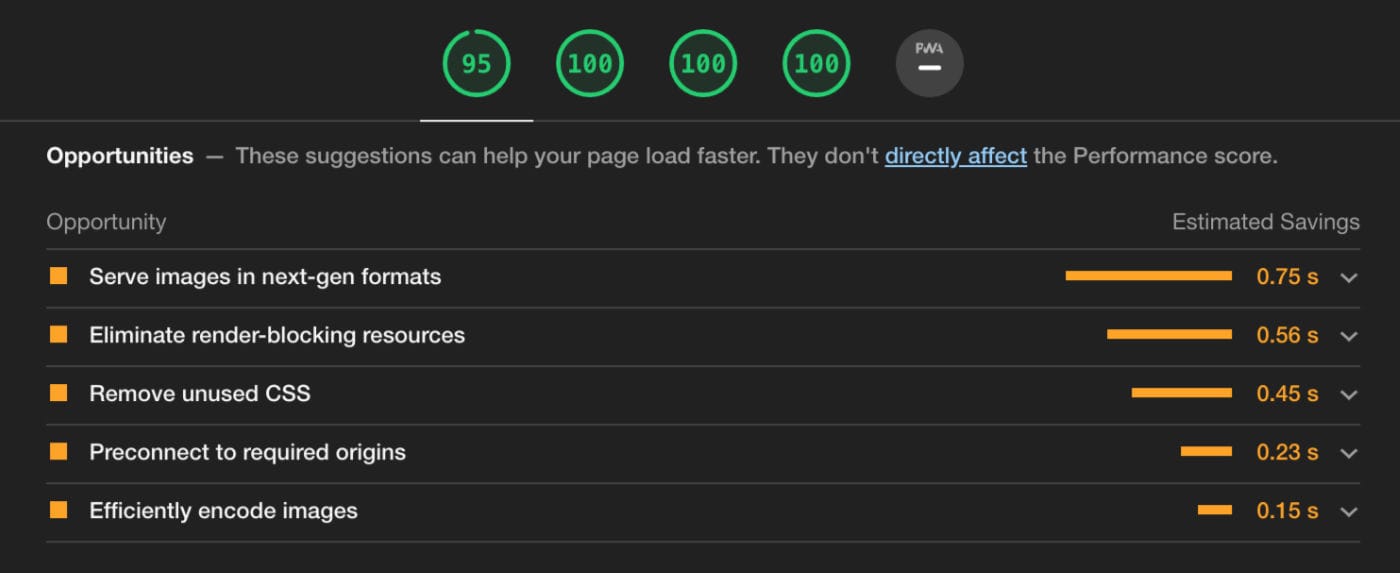 95 100 100 100 PWA
Opportunities — These suggestions can help your page load faster. They don't directly affect the Performance score.
Opportunity Estimated Savings
Serve images in next-gen formats 0.75 s
Eliminate render-blocking resources 0.56 s
Remove unused CSS 0.45 s
Preconnect to required origins 0.23 s
Efficiently encode images 0.15 s